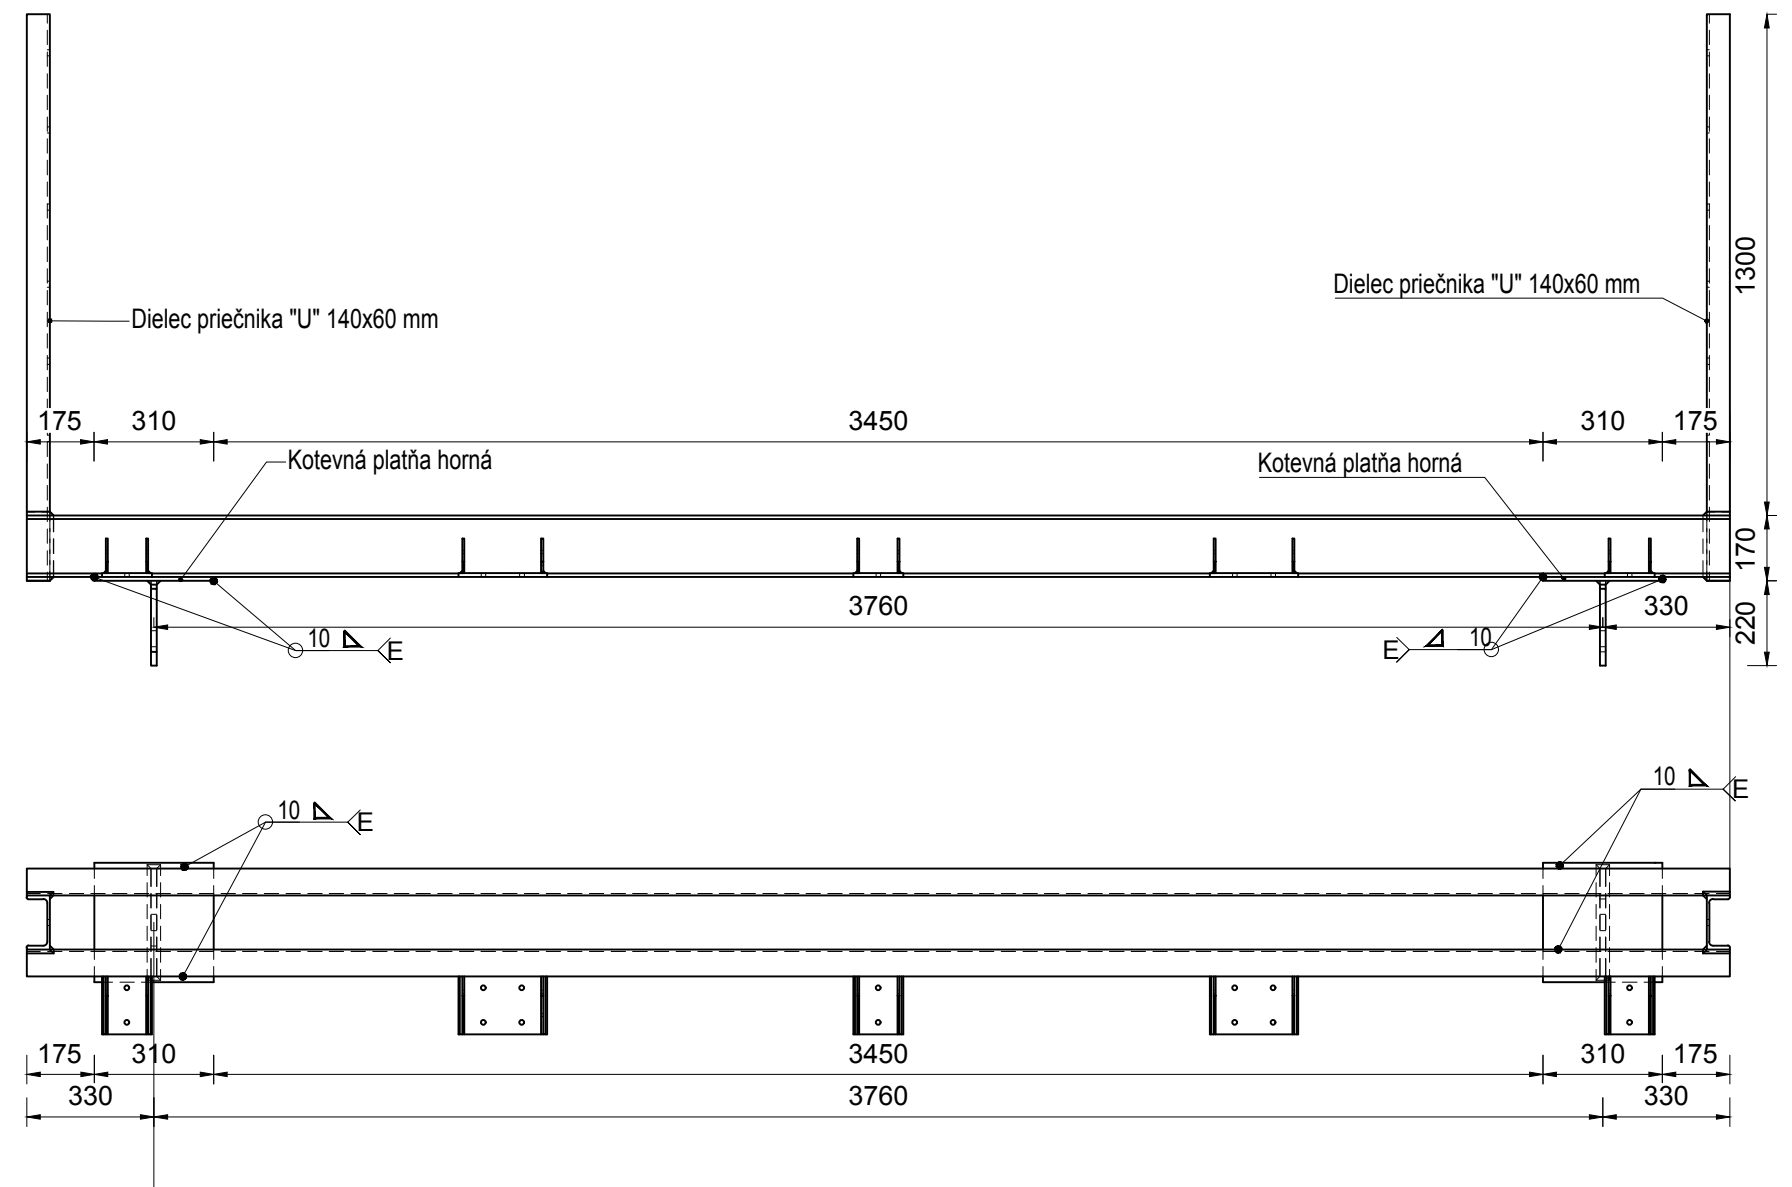 1300
Dielec priečnika "U" 140x60 mm
Dielec priečnika "U" 140x60 mm
175 310 3450 310 175
Kotevná platňa horná
Kotevná platňa horná
170
3760 330
220
10 E
E 10
10 E
10 E
175 310 3450 310 175
330 3760 330